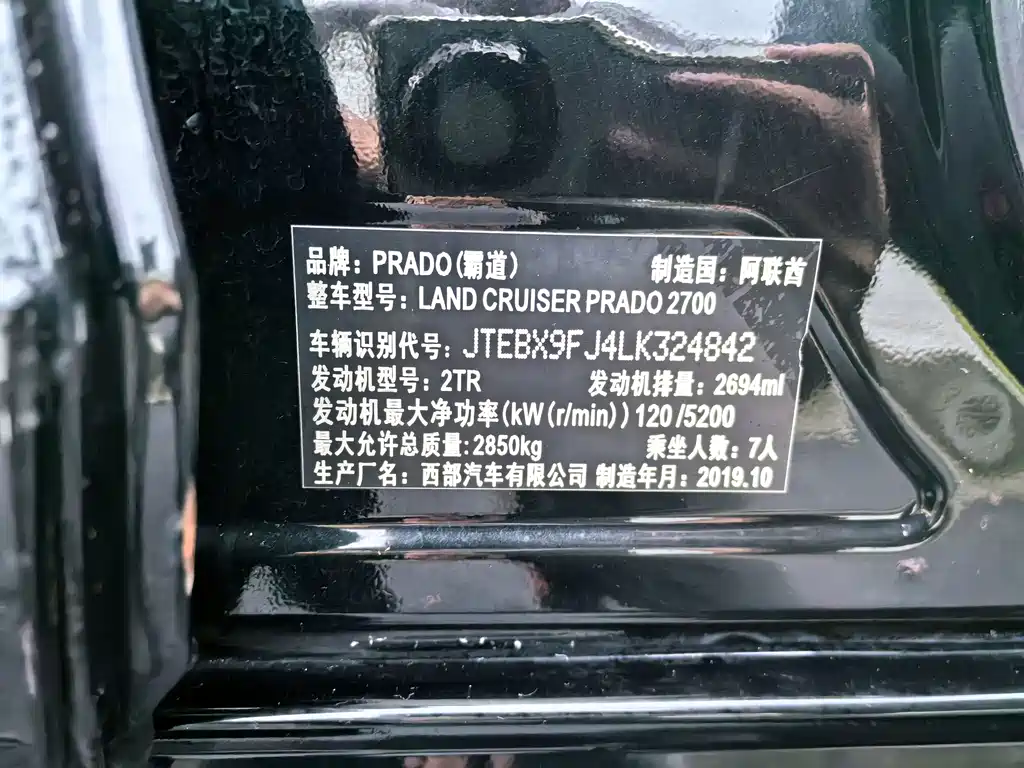 品牌：PRADO(霸道) 制造国：阿联酋
整车型号：LAND CRUISER PRADO 2700
车辆识别代号：JTEBX9FJ4LK324842
发动机型号：2TR 发动机排量：2694ml
发动机最大净功率(kW(r/min)) 120/5200
最大允许总质量:2850kg 乘坐人数：7人
生产厂名：西部汽车有限公司 制造年月：2019.10